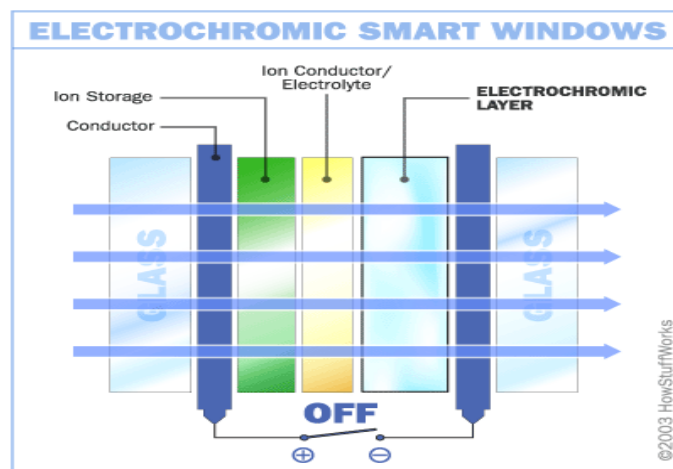 ELECTROCHROMIC SMART WINDOWS
Ion Conductor/
Electrolyte
Ion Storage
ELECTROCHROMIC
LAYER
Conductor
GLASS
GLASS
OFF
+
−
©2003 HowStuffWorks